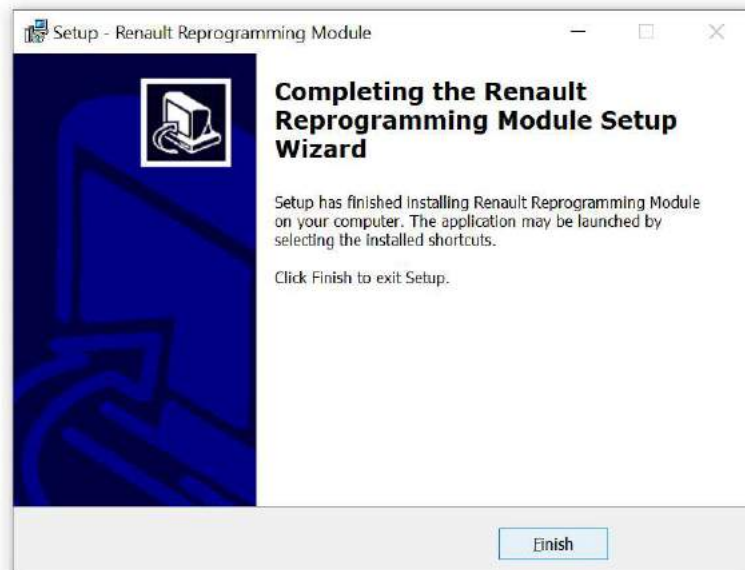 Setup - Renault Reprogramming Module
Completing the Renault
Reprogramming Module Setup
Wizard
Setup has finished installing Renault Reprogramming Module
on your computer. The application may be launched by
selecting the installed shortcuts.
Click Finish to exit Setup.
Finish